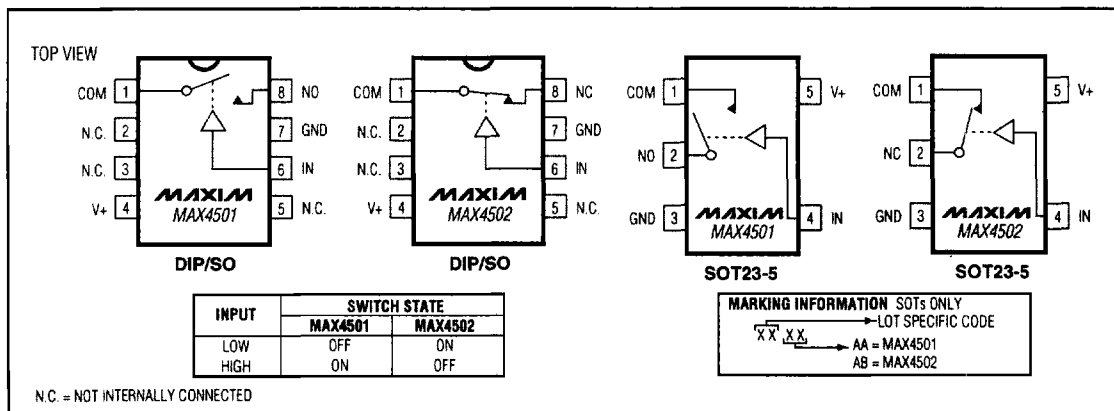 TOP VIEW
COM 1 8 NO
N.C. 2 7 GND
N.C. 3 6 IN
V+ 4 5 N.C.
MAXIM
MAX4501
DIP/SO
COM 1 8 NC
N.C. 2 7 GND
N.C. 3 6 IN
V+ 4 5 N.C.
MAXIM
MAX4502
DIP/SO
COM 1 5 V+
NO 2
GND 3 4 IN
MAXIM
MAX4501
SOT23-5
COM 1 5 V+
NC 2
GND 3 4 IN
MAXIM
MAX4502
SOT23-5
INPUT SWITCH STATE
MAX4501 MAX4502
LOW OFF ON
HIGH ON OFF
MARKING INFORMATION SOTs ONLY
LOT SPECIFIC CODE
XX XX
AA = MAX4501
AB = MAX4502
N.C. = NOT INTERNALLY CONNECTED